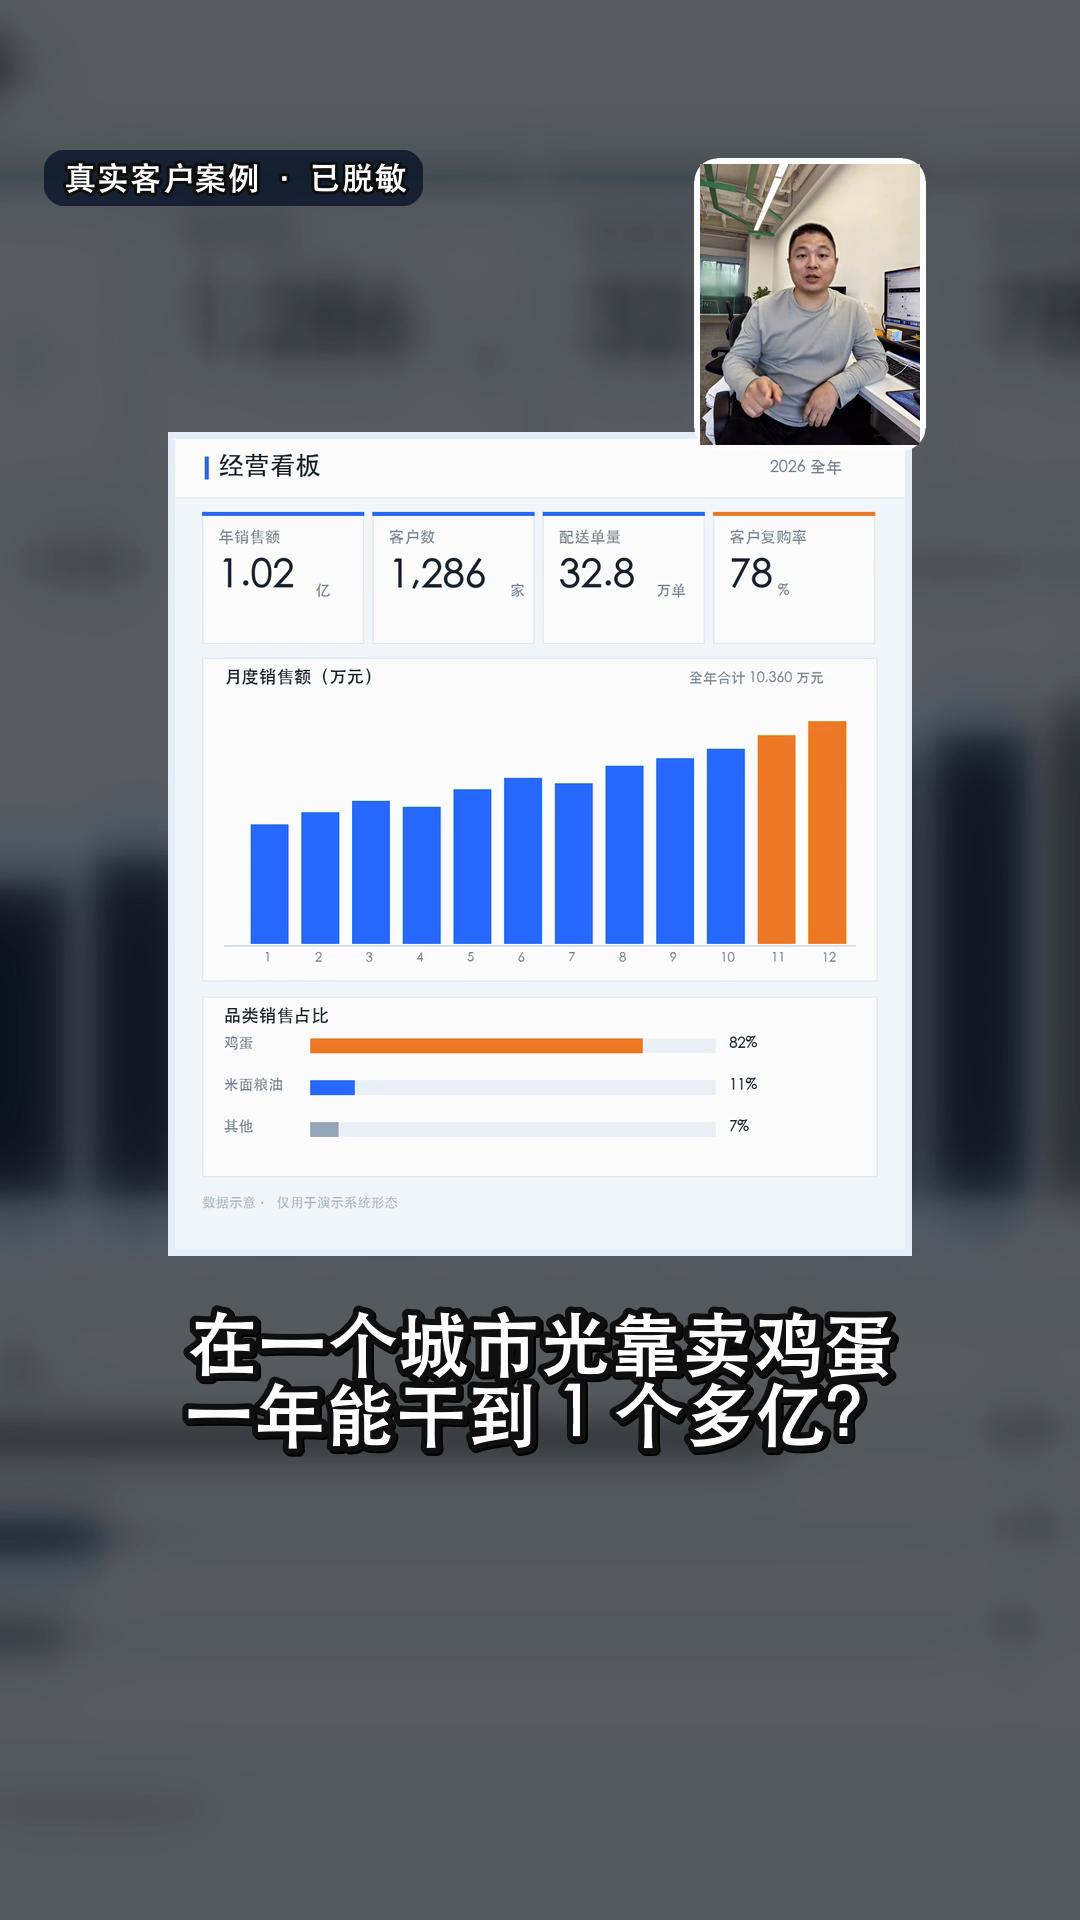 真实客户案例 · 已脱敏
经营看板
2026 全年
年销售额
1.02 亿
客户数
1,286 家
配送单量
32.8 万单
客户复购率
78 %
月度销售额（万元）
全年合计 10,360 万元
1 2 3 4 5 6 7 8 9 10 11 12
品类销售占比
鸡蛋 82%
米面粮油 11%
其他 7%
数据示意 · 仅用于演示系统形态
在一个城市光靠卖鸡蛋
一年能干到 1 个多亿？